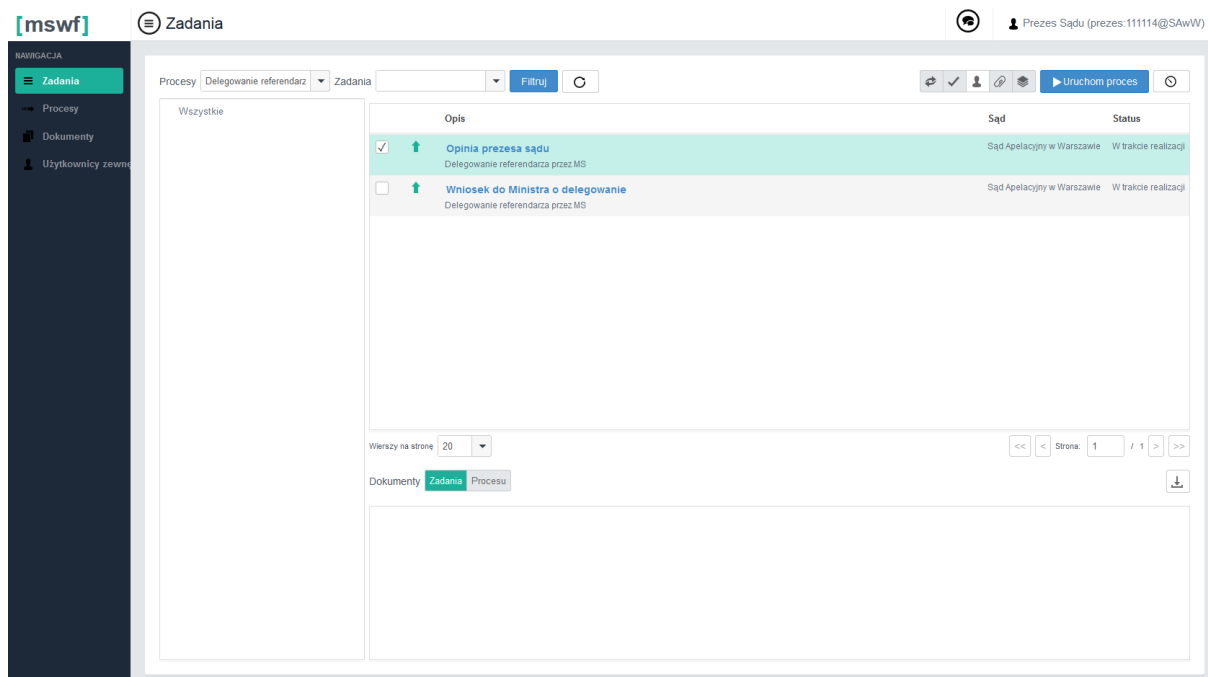 [mswf]
Zadania
Prezes Sądu (prezes:111114@SAwW)
NAWIGACJA
Zadania
Procesy
Dokumenty
Użytkownicy zewnę
Procesy Delegowanie referendarz Zadania Filtruj Uruchom proces
Wszystkie
Opis Sąd Status
Opinia prezesa sądu Sąd Apelacyjny w Warszawie W trakcie realizacji
Delegowanie referendarza przez MS
Wniosek do Ministra o delegowanie Sąd Apelacyjny w Warszawie W trakcie realizacji
Delegowanie referendarza przez MS
Wierszy na stronę 20 << < Strona: 1 / 1 > >>
Dokumenty Zadania Procesu